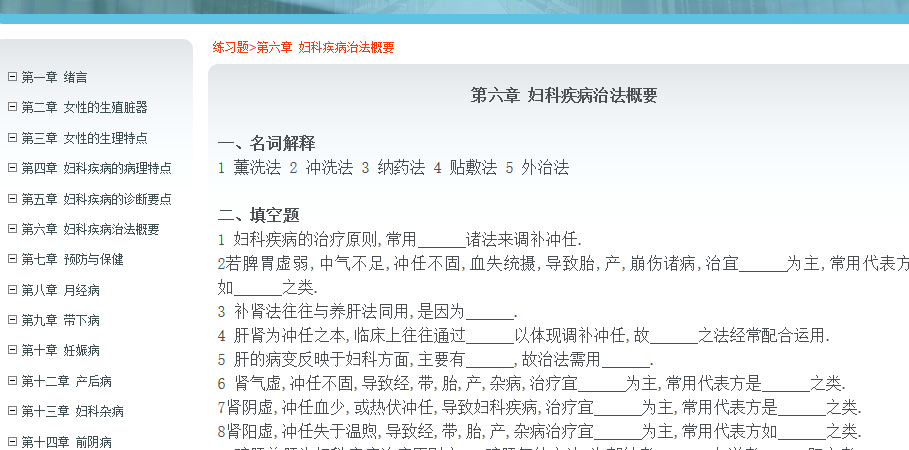 练习题>第六章 妇科疾病治法概要
第一章 绪言
第二章 女性的生殖脏器
第三章 女性的生理特点
第四章 妇科疾病的病理特点
第五章 妇科疾病的诊断要点
第六章 妇科疾病治法概要
第七章 预防与保健
第八章 月经病
第九章 带下病
第十章 妊娠病
第十二章 产后病
第十三章 妇科杂病
第十四章 前阴病
第六章 妇科疾病治法概要
一、名词解释
1 薰洗法 2 冲洗法 3 纳药法 4 贴敷法 5 外治法
二、填空题
1 妇科疾病的治疗原则,常用______诸法来调补冲任.
2若脾胃虚弱,中气不足,冲任不固,血失统摄,导致胎,产,崩伤诸病,治宜______为主,常用代表方
如______之类.
3 补肾法往往与养肝法同用,是因为______.
4 肝肾为冲任之本,临床上往往通过______以体现调补冲任,故______之法经常配合运用.
5 肝的病变反映于妇科方面,主要有______,故治法需用______.
6 肾气虚,冲任不固,导致经,带,胎,产,杂病,治疗宜______为主,常用代表方是______之类.
7肾阴虚,冲任血少,或热伏冲任,导致妇科疾病,治疗宜______为主,常用代表方是______之类.
8肾阳虚,冲任失于温煦,导致经,带,胎,产,杂病治疗宜______为主,常用代表方如______之类.